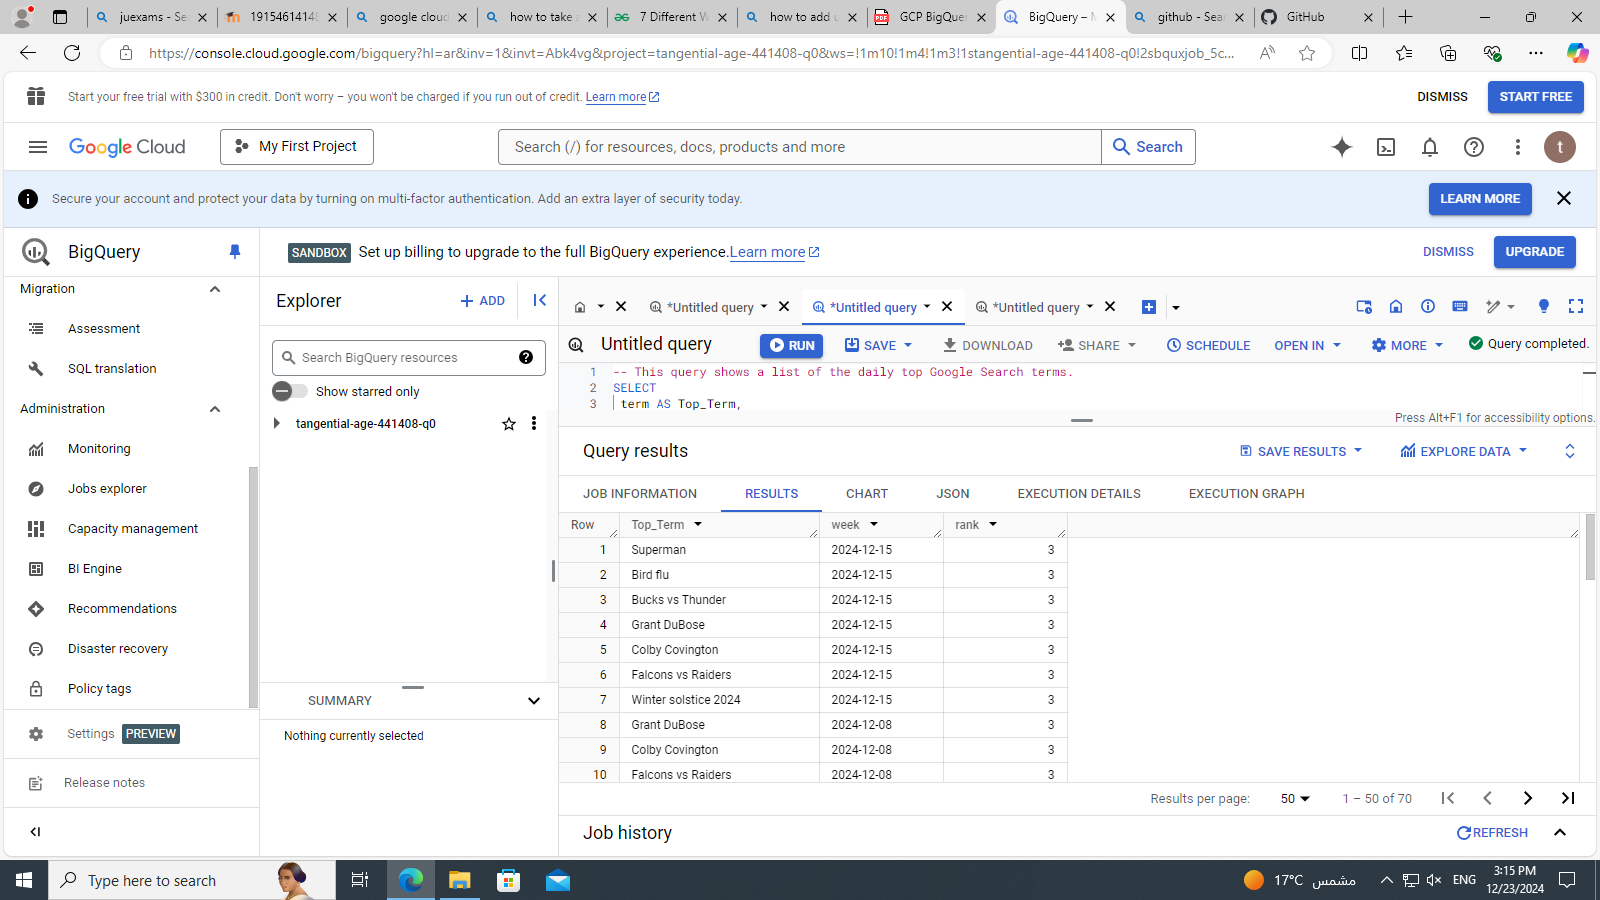 juexams - Se
19154614148
google cloud
how to take a
7 Different W
how to add u
GCP BigQuer
BigQuery – M
github - Sear
GitHub
https://console.cloud.google.com/bigquery?hl=ar&inv=1&invt=Abk4vg&project=tangential-age-441408-q0&ws=!1m10!1m4!1m3!1stangential-age-441408-q0!2sbquxjob_5c...
Start your free trial with $300 in credit. Don't worry – you won't be charged if you run out of credit. Learn more
DISMISS
START FREE
Google Cloud
My First Project
Search (/) for resources, docs, products and more
Search
t
Secure your account and protect your data by turning on multi-factor authentication. Add an extra layer of security today.
LEARN MORE
BigQuery
SANDBOX Set up billing to upgrade to the full BigQuery experience. Learn more
DISMISS
UPGRADE
Migration
Assessment
SQL translation
Administration
Monitoring
Jobs explorer
Capacity management
BI Engine
Recommendations
Disaster recovery
Policy tags
Settings PREVIEW
Release notes
Explorer
+ ADD
Search BigQuery resources
Show starred only
tangential-age-441408-q0
SUMMARY
Nothing currently selected
*Untitled query
*Untitled query
*Untitled query
Untitled query
RUN
SAVE
DOWNLOAD
SHARE
SCHEDULE
OPEN IN
MORE
Query completed.
1 -- This query shows a list of the daily top Google Search terms.
2 SELECT
3 term AS Top_Term,
Press Alt+F1 for accessibility options.
Query results
SAVE RESULTS
EXPLORE DATA
JOB INFORMATION RESULTS CHART JSON EXECUTION DETAILS EXECUTION GRAPH
Row Top_Term week rank
1 Superman 2024-12-15 3
2 Bird flu 2024-12-15 3
3 Bucks vs Thunder 2024-12-15 3
4 Grant DuBose 2024-12-15 3
5 Colby Covington 2024-12-15 3
6 Falcons vs Raiders 2024-12-15 3
7 Winter solstice 2024 2024-12-15 3
8 Grant DuBose 2024-12-08 3
9 Colby Covington 2024-12-08 3
10 Falcons vs Raiders 2024-12-08 3
Results per page: 50 1 – 50 of 70
Job history
REFRESH
Type here to search
17°C مشمس
ENG
3:15 PM
12/23/2024